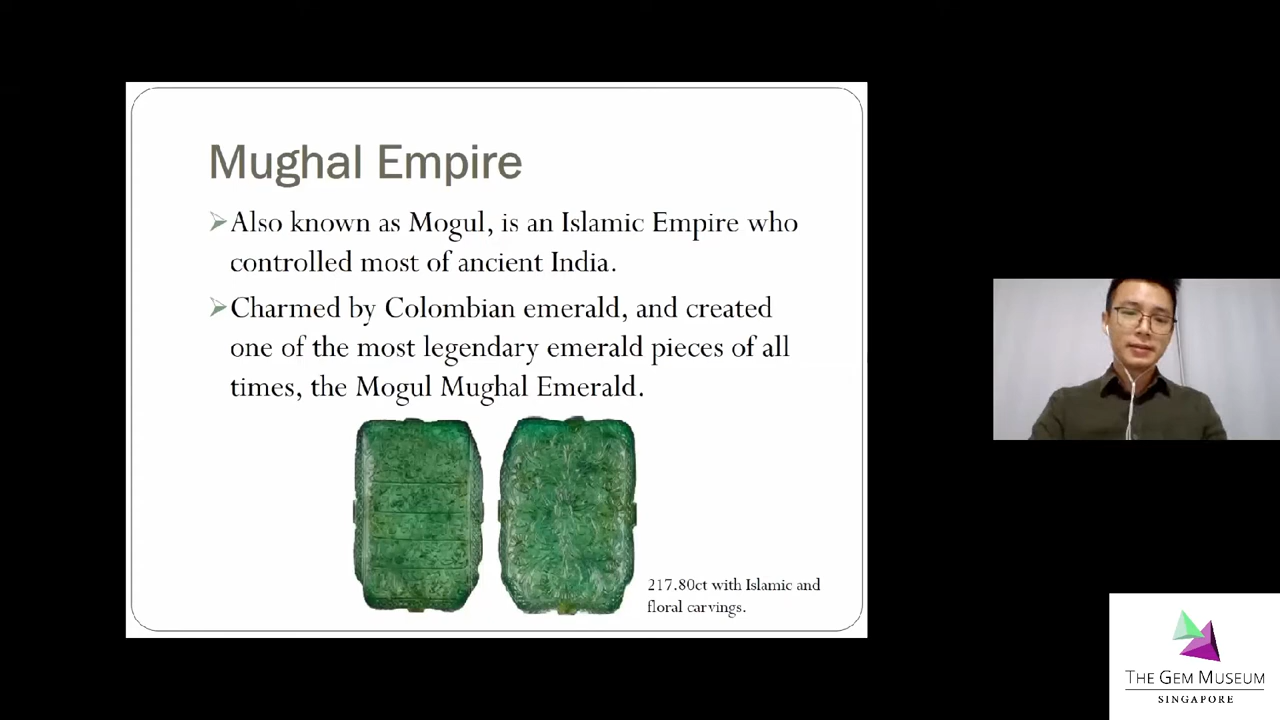 Mughal Empire
Also known as Mogul, is an Islamic Empire who
controlled most of ancient India.
Charmed by Colombian emerald, and created
one of the most legendary emerald pieces of all
times, the Mogul Mughal Emerald.
217.80ct with Islamic and
floral carvings.
THE GEM MUSEUM
SINGAPORE